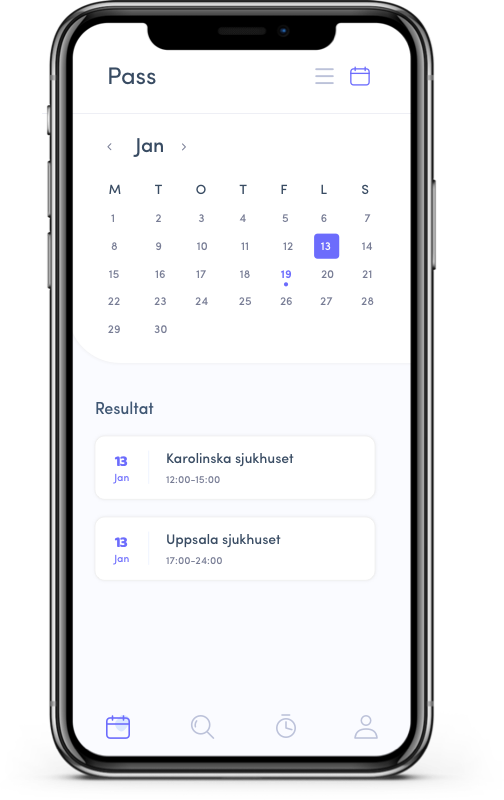 Pass
‹ Jan ›
M T O T F L S
1 2 3 4 5 6 7
8 9 10 11 12 13 14
15 16 17 18 19 20 21
22 23 24 25 26 27 28
29 30
Resultat
13 Karolinska sjukhuset
Jan 12:00-15:00
13 Uppsala sjukhuset
Jan 17:00-24:00